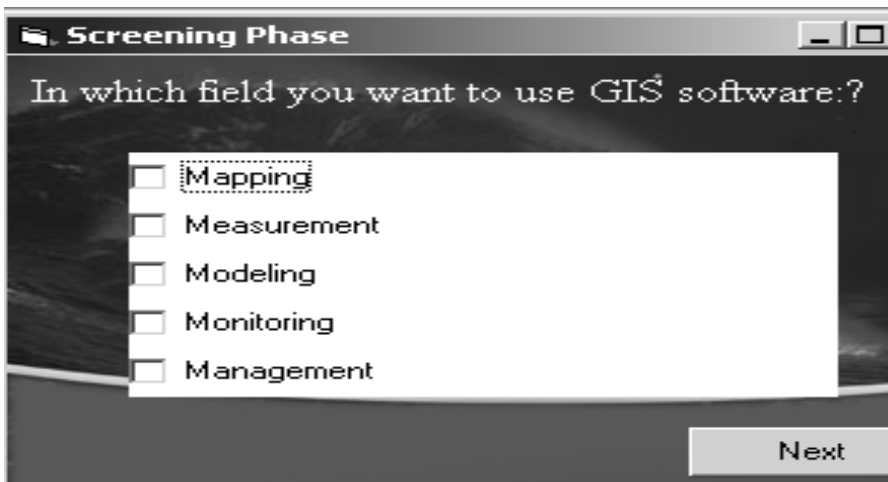 Screening Phase
In which field you want to use GIS software:?
Mapping
Measurement
Modeling
Monitoring
Management
Next